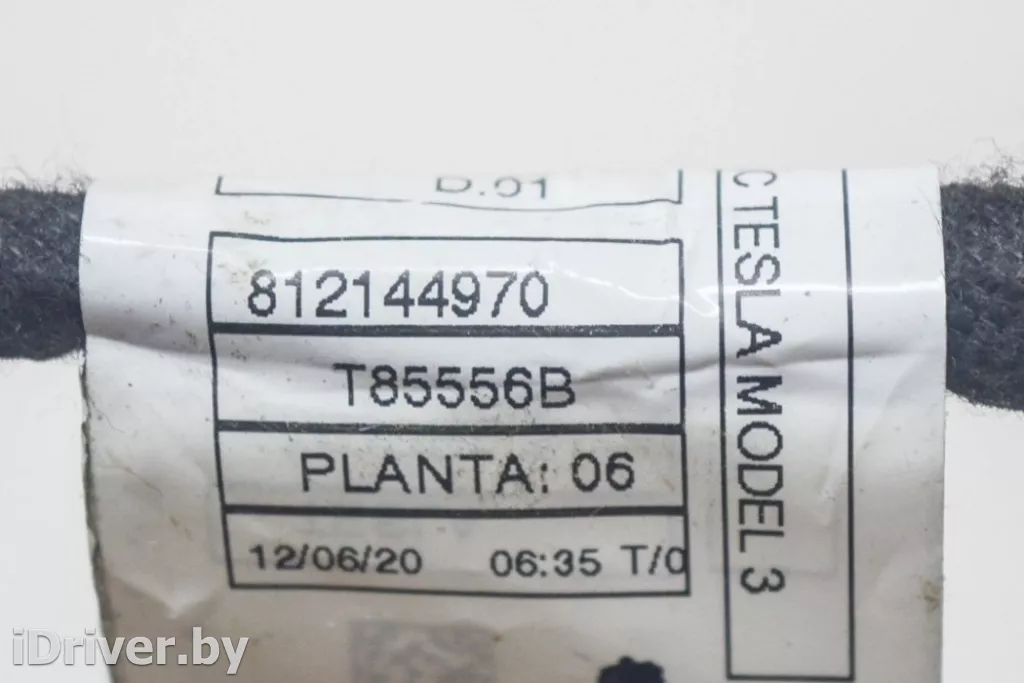 B.01
812144970
T85556B
PLANTA: 06
12/06/20 06:35 T/0
C TESLA MODEL 3
iDriver.by